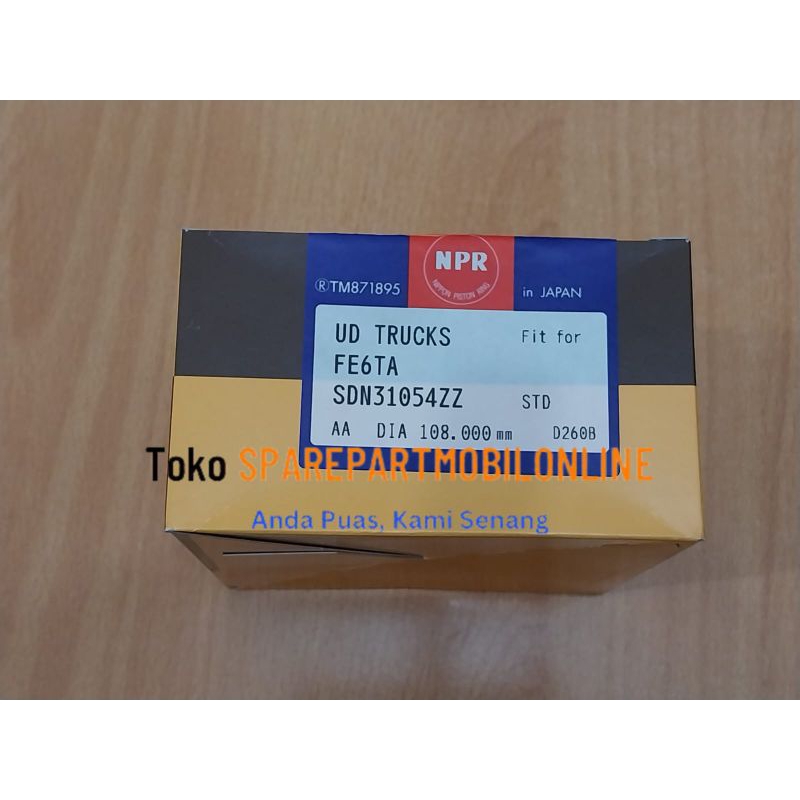 NPR
NIPPON PISTON RING
®TM871895
in JAPAN
UD TRUCKS Fit for
FE6TA
SDN31054ZZ STD
AA DIA 108.000 mm D260B
Toko SPAREPARTMOBILONLINE
Anda Puas, Kami Senang